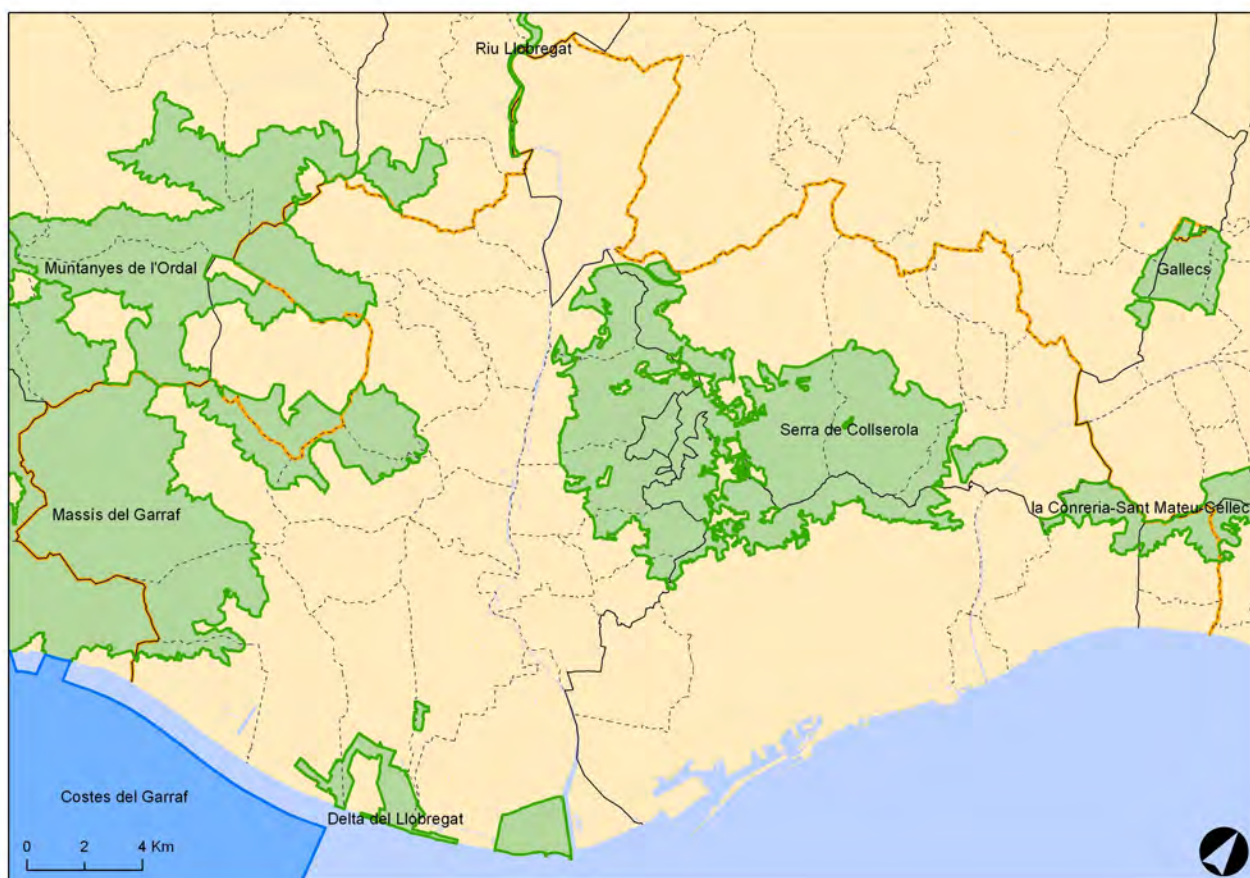 Riu Llobregat
Muntanyes de l'Ordal
Gallecs
Serra de Collserola
Massís del Garraf
la Conreria-Sant Mateu-Cellec
Costes del Garraf
Delta del Llobregat
0 2 4 Km